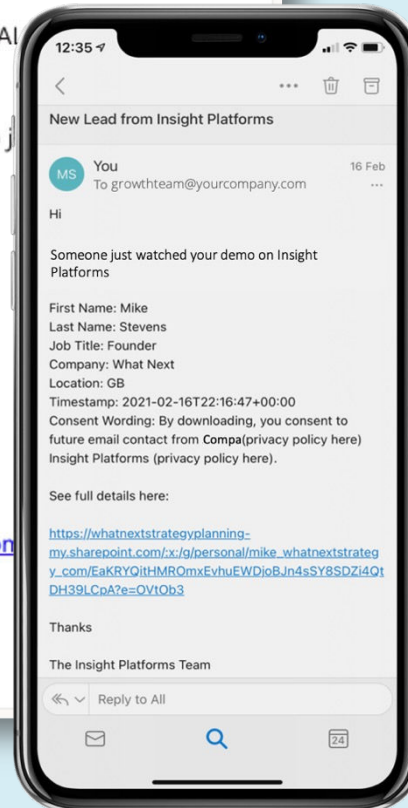 Al
j
on
12:35
New Lead from Insight Platforms
MS
You
16 Feb
To growthteam@yourcompany.com
Hi
Someone just watched your demo on Insight
Platforms
First Name: Mike
Last Name: Stevens
Job Title: Founder
Company: What Next
Location: GB
Timestamp: 2021-02-16T22:16:47+00:00
Consent Wording: By downloading, you consent to
future email contact from Compa(privacy policy here)
Insight Platforms (privacy policy here).
See full details here:
https://whatnextstrategyplanning-
my.sharepoint.com/:x:/g/personal/mike_whatnextstrateg
y_com/EaKRYQitHMROmxEvhuEWDjoBJn4sSY8SDZi4Qt
DH39LCpA?e=OVtOb3
Thanks
The Insight Platforms Team
Reply to All
24